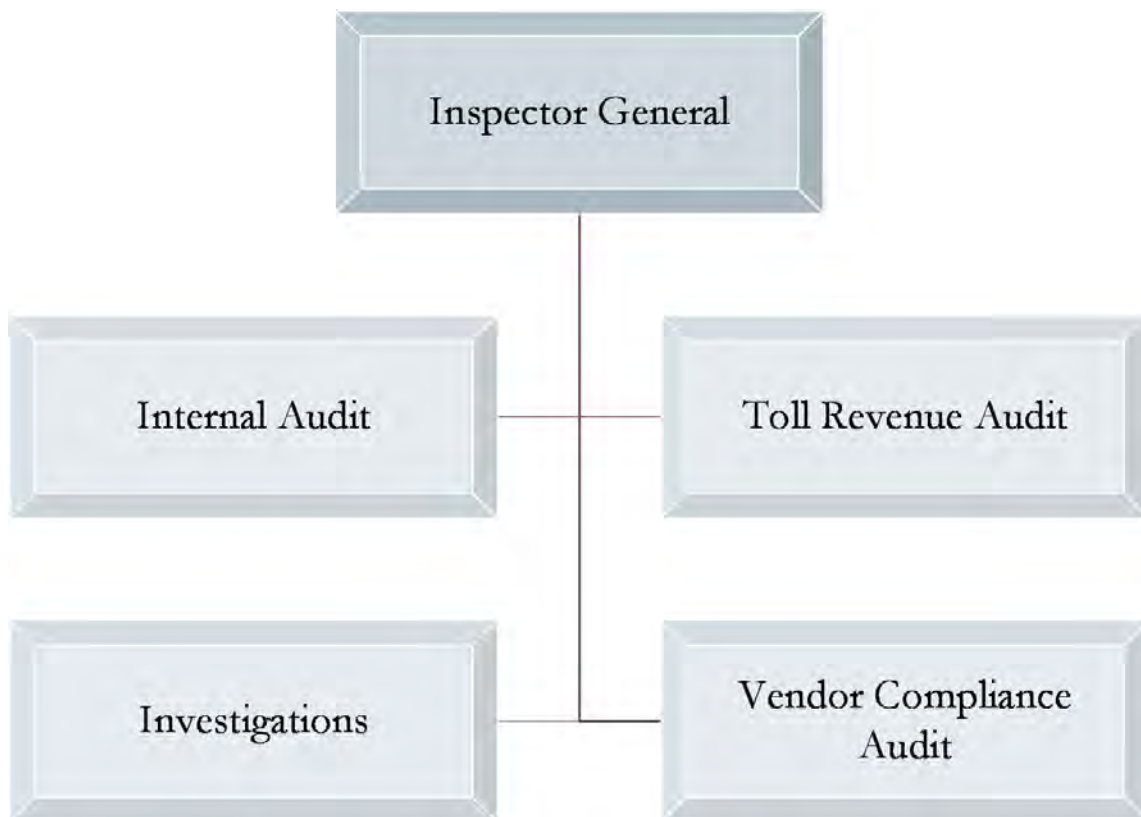 Inspector General
Internal Audit
Toll Revenue Audit
Investigations
Vendor Compliance
Audit